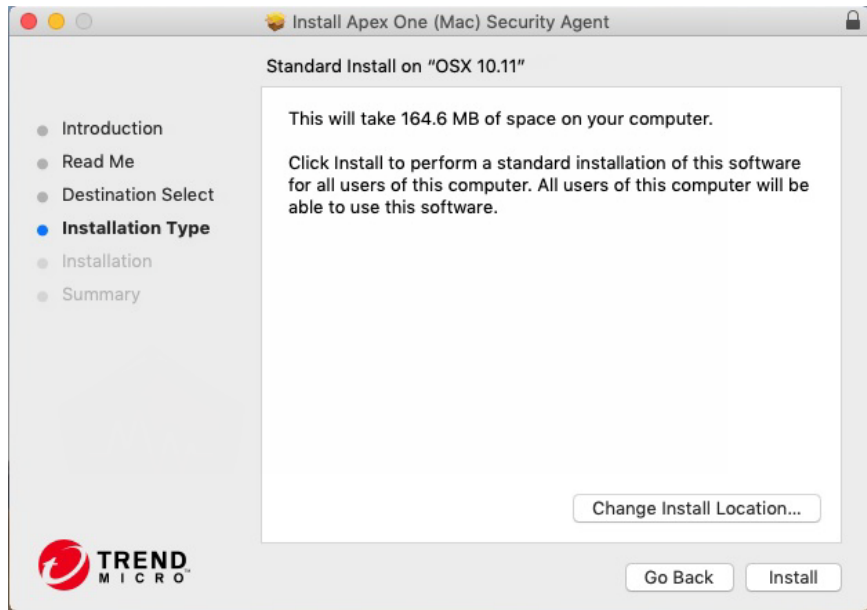 Install Apex One (Mac) Security Agent
Standard Install on “OSX 10.11”
Introduction
Read Me
Destination Select
Installation Type
Installation
Summary
This will take 164.6 MB of space on your computer.
Click Install to perform a standard installation of this software
for all users of this computer. All users of this computer will be
able to use this software.
Change Install Location...
TREND
MICRO™
Go Back
Install